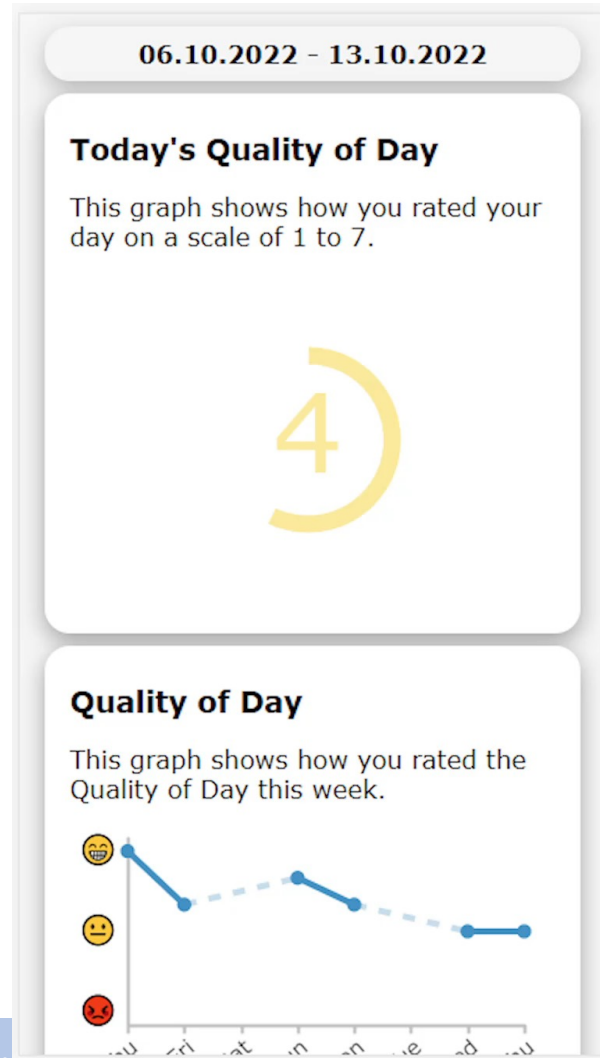 06.10.2022 - 13.10.2022
Today's Quality of Day
This graph shows how you rated your
day on a scale of 1 to 7.
4
Quality of Day
This graph shows how you rated the
Quality of Day this week.